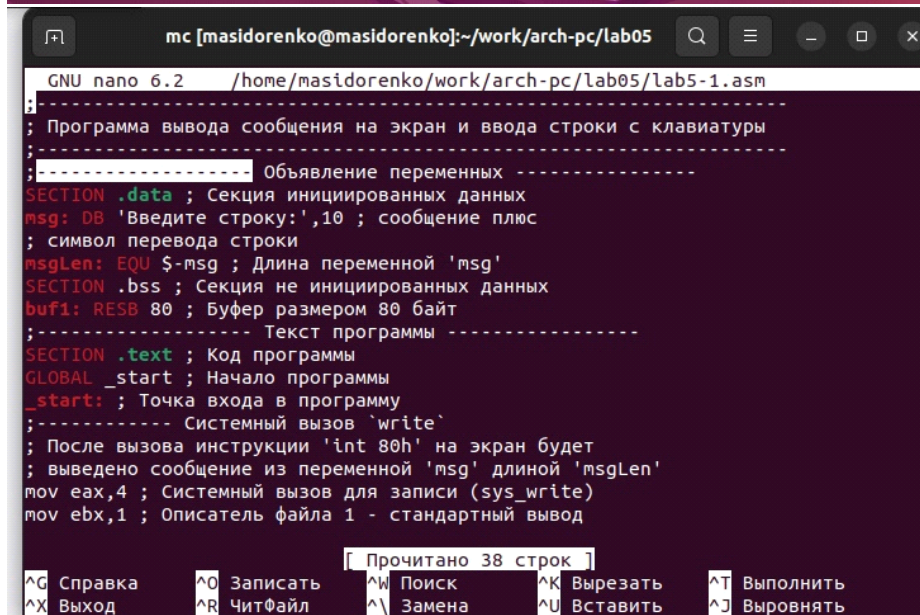 mc [masidorenko@masidorenko]:~/work/arch-pc/lab05
GNU nano 6.2 /home/masidorenko/work/arch-pc/lab05/lab5-1.asm
;---------------------------------------------------------------
; Программа вывода сообщения на экран и ввода строки с клавиатуры
;---------------------------------------------------------------
;------------------ Объявление переменных ---------------
SECTION .data ; Секция инициированных данных
msg: DB 'Введите строку:',10 ; сообщение плюс
; символ перевода строки
msgLen: EQU $-msg ; Длина переменной 'msg'
SECTION .bss ; Секция не инициированных данных
buf1: RESB 80 ; Буфер размером 80 байт
;------------------ Текст программы ----------------
SECTION .text ; Код программы
GLOBAL _start ; Начало программы
_start: ; Точка входа в программу
;------------ Системный вызов `write`
; После вызова инструкции 'int 80h' на экран будет
; выведено сообщение из переменной 'msg' длиной 'msgLen'
mov eax,4 ; Системный вызов для записи (sys_write)
mov ebx,1 ; Описатель файла 1 - стандартный вывод
[ Прочитано 38 строк ]
^G Справка ^O Записать ^W Поиск ^K Вырезать ^T Выполнить
^X Выход ^R ЧитФайл ^\ Замена ^U Вставить ^J Выровнять